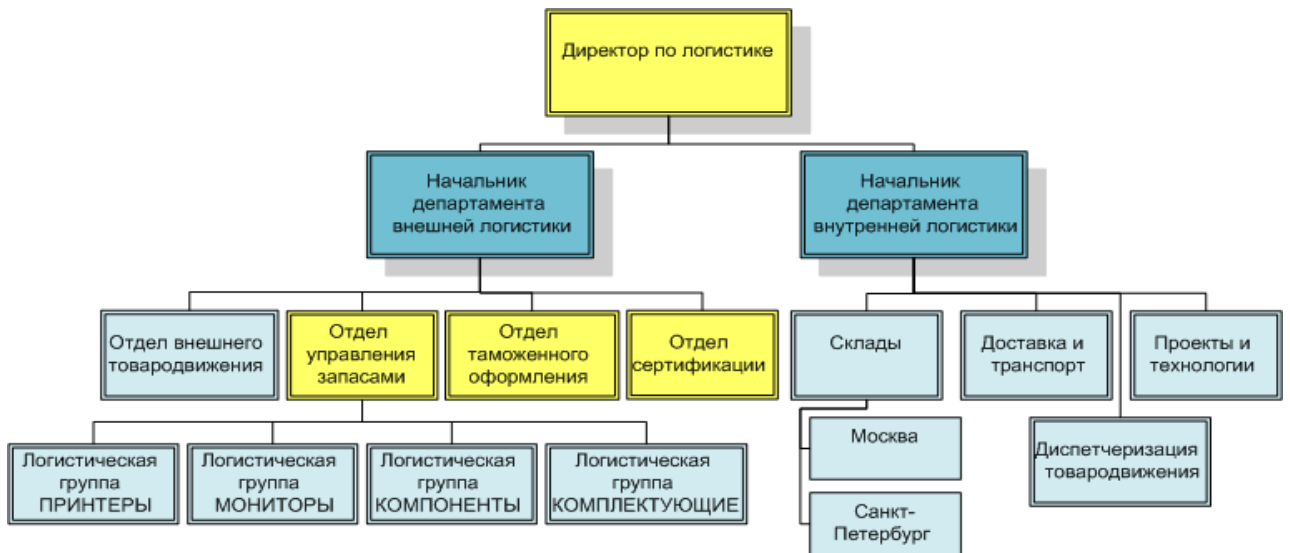 Директор по логистике
Начальник
департамента
внешней логистики
Начальник
департамента
внутренней логистики
Отдел внешнего
товародвижения
Отдел
управления
запасами
Отдел
таможенного
оформления
Отдел
сертификации
Склады
Доставка и
транспорт
Проекты и
технологии
Логистическая
группа
ПРИНТЕРЫ
Логистическая
группа
МОНИТОРЫ
Логистическая
группа
КОМПОНЕНТЫ
Логистическая
группа
КОМПЛЕКТУЮЩИЕ
Москва
Санкт-
Петербург
Диспетчеризация
товародвижения